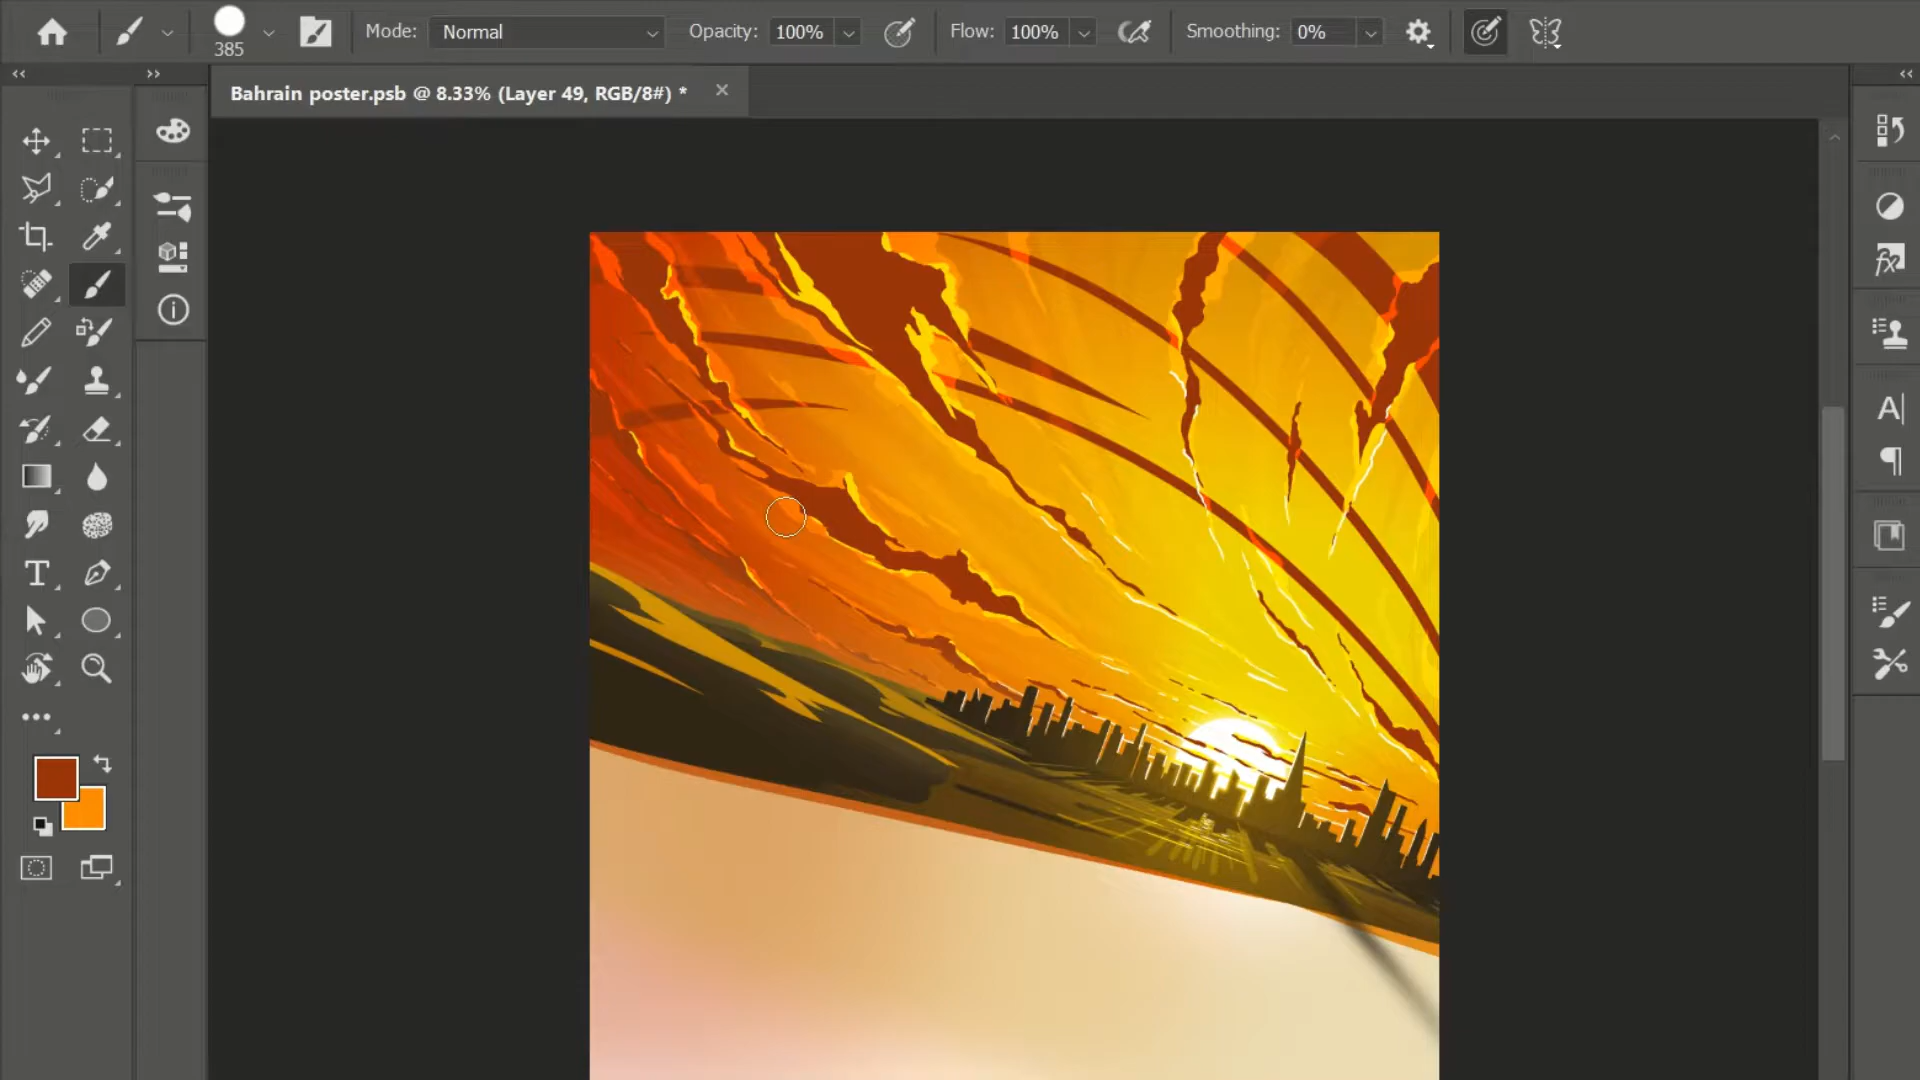 385
Mode: Normal Opacity: 100% Flow: 100% Smoothing: 0%
Bahrain poster.psb @ 8.33% (Layer 49, RGB/8#) *